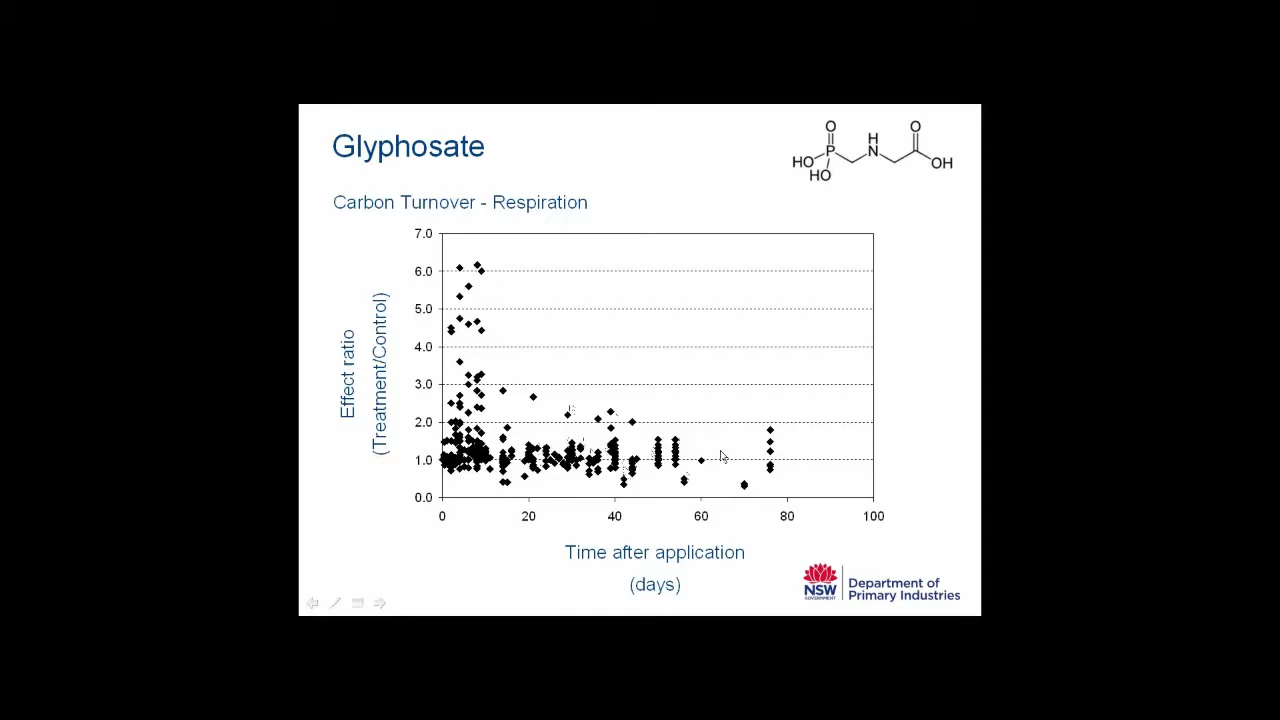 Glyphosate
O
O
H
HO
P
N
HO
OH
Carbon Turnover - Respiration
7.0
6.0
5.0
4.0
3.0
2.0
1.0
0.0
Effect ratio
(Treatment/Control)
0 20 40 60 80 100
Time after application
(days)
NSW
GOVERNMENT
Department of
Primary Industries